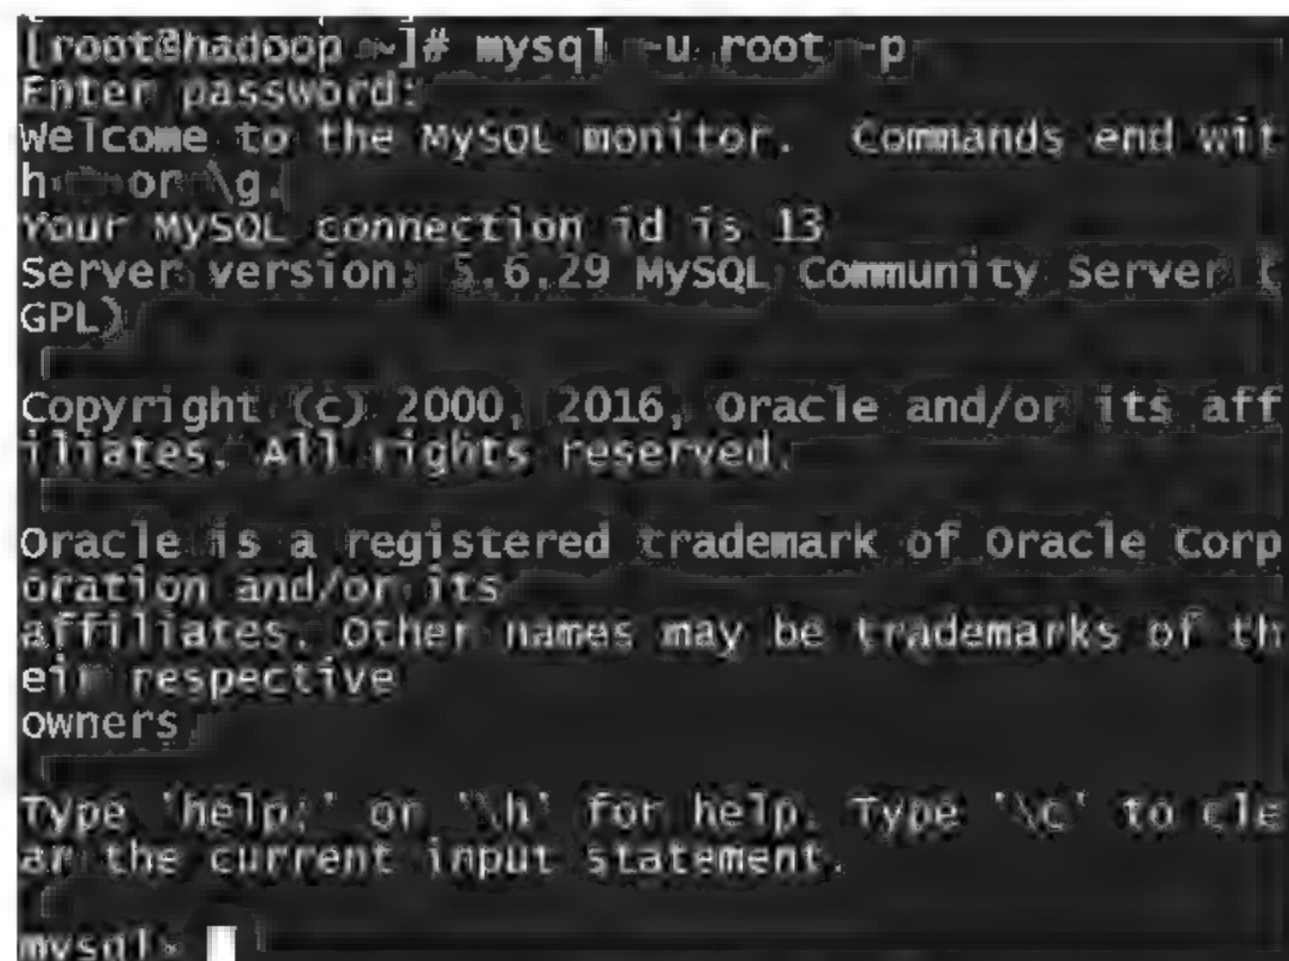 [root@hadoop ~]# mysql -u root -p
Enter password:
Welcome to the MySQL monitor.  Commands end wit
h ; or \g.
Your MySQL connection id is 13
Server version: 5.6.29 MySQL Community Server (
GPL)
Copyright (c) 2000, 2016, Oracle and/or its aff
iliates. All rights reserved.
Oracle is a registered trademark of Oracle Corp
oration and/or its
affiliates. Other names may be trademarks of th
eir respective
owners.
Type 'help;' or '\h' for help. Type '\c' to cle
ar the current input statement.
mysql>